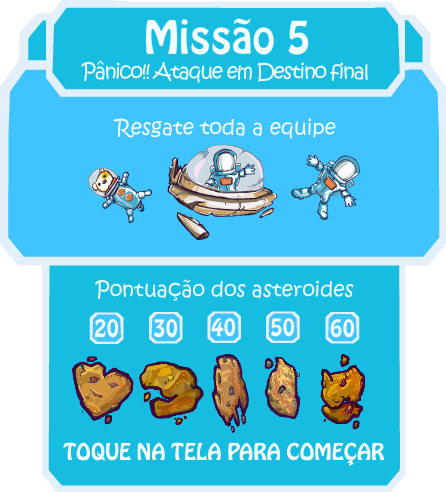 Missão 5
Pânico!! Ataque em Destino final
Resgate toda a equipe
Pontuação dos asteroides
20 30 40 50 60
TOQUE NA TELA PARA COMEÇAR